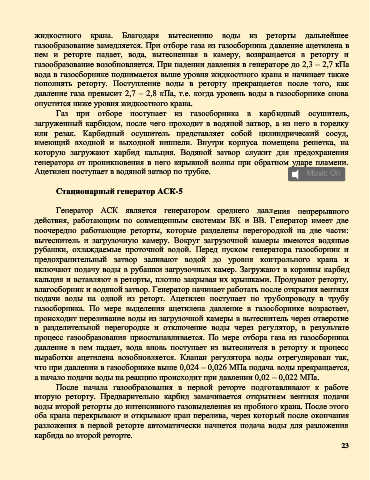 жидкостного крана. Благодаря вытеснению воды из реторты дальнейшее
газообразование замедляется. При отборе газа из газосборника давление ацетилена в
нем и реторте падает, вода, вытесненная в камеру, возвращается в реторту и
газообразование возобновляется. При падении давления в генераторе до 2,3 – 2,7 кПа
вода в газосборнике поднимается выше уровня жидкостного крана и начинает также
пополнять реторту. Поступление воды в реторту прекращается после того, как
давление газа превысит 2,7 – 2,8 кПа, т.е. когда уровень воды в газосборнике снова
опустится ниже уровня жидкостного крана.
Газ при отборе поступает из газосборника в карбидный осушитель,
загруженный карбидом, после чего проходит в водяной затвор, а из него в горелку
или резак. Карбидный осушитель представляет собой цилиндрический сосуд,
имеющий входной и выходной ниппели. Внутри корпуса помещена решетка, на
которую загружают карбид кальция. Водяной затвор служит для предохранения
генератора от проникновения в него взрывной волны при обратном ударе пламени.
Ацетилен поступает в водяной затвор по трубке.
Music On
Стационарный генератор АСК-5
Генератор АСК является генератором среднего давления непрерывного
действия, работающим по совмещенным системам ВК и ВВ. Генератор имеет две
поочередно работающие реторты, которые разделены перегородкой на две части:
вытеснитель и загрузочную камеру. Вокруг загрузочной камеры имеются водяные
рубашки, охлаждаемые проточной водой. Перед пуском генератора газосборник и
предохранительный затвор заливают водой до уровня контрольного крана и
включают подачу воды в рубашки загрузочных камер. Загружают в корзины карбид
кальция и вставляют в реторты, плотно закрывая их крышками. Продувают реторту,
влагосборник и водяной затвор. Генератор начинает работать после открытия вентиля
подачи воды на одной из реторт. Ацетилен поступает по трубопроводу в трубу
газосборника. По мере выделения ацетилена давление в газосборнике возрастает,
происходит переливание воды из загрузочной камеры в вытеснитель через отверстие
в разделительной перегородке и отключение воды через регулятор, в результате
процесс газообразования приостанавливается. По мере отбора газа из газосборника
давление в нем падает, вода вновь поступает из вытеснителя в реторту и процесс
выработки ацетилена возобновляется. Клапан регулятора воды отрегулирован так,
что при давлении в газосборнике выше 0,024 – 0,026 МПа подача воды прекращается,
а начало подачи воды на реакцию происходит при давлении 0,02 – 0,022 МПа.
После начала газообразования в первой реторте подготавливают к работе
вторую реторту. Предварительно карбид замачивается открытием вентиля подачи
воды второй реторты до интенсивного газовыделения из пробного крана. После этого
оба крана перекрывают и открывают кран перелива, через который после окончания
разложения в первой реторте автоматически начнется подача воды для разложения
карбида во второй реторте.
23